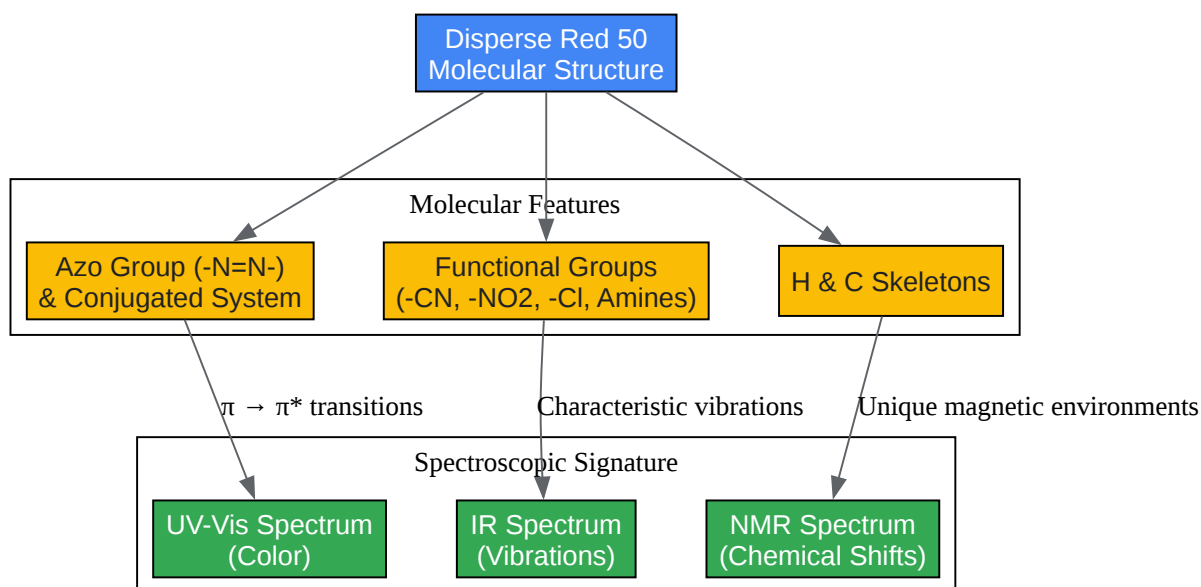 Disperse Red 50
Molecular Structure
Molecular Features
Azo Group (-N=N-)
& Conjugated System
Functional Groups
(-CN, -NO2, -Cl, Amines)
H & C Skeletons
π → π* transitions
Characteristic vibrations
Unique magnetic environments
Spectroscopic Signature
UV-Vis Spectrum
(Color)
IR Spectrum
(Vibrations)
NMR Spectrum
(Chemical Shifts)